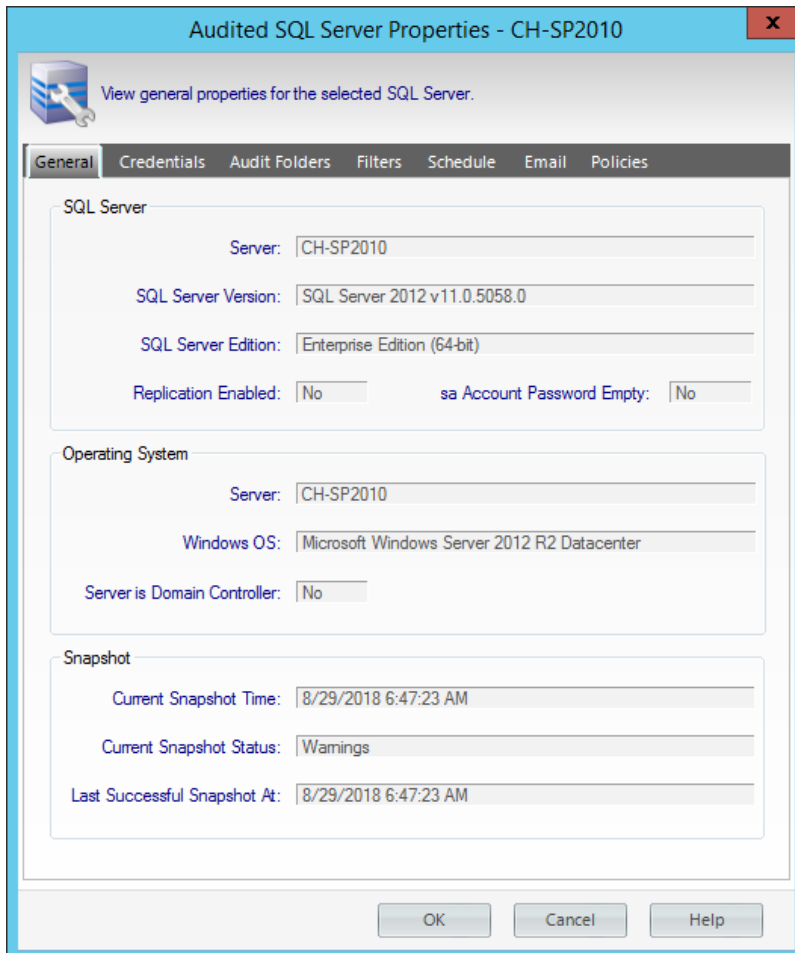 Audited SQL Server Properties - CH-SP2010
x
View general properties for the selected SQL Server.
General Credentials Audit Folders Filters Schedule Email Policies
SQL Server
Server: CH-SP2010
SQL Server Version: SQL Server 2012 v11.0.5058.0
SQL Server Edition: Enterprise Edition (64-bit)
Replication Enabled: No sa Account Password Empty: No
Operating System
Server: CH-SP2010
Windows OS: Microsoft Windows Server 2012 R2 Datacenter
Server is Domain Controller: No
Snapshot
Current Snapshot Time: 8/29/2018 6:47:23 AM
Current Snapshot Status: Warnings
Last Successful Snapshot At: 8/29/2018 6:47:23 AM
OK Cancel Help